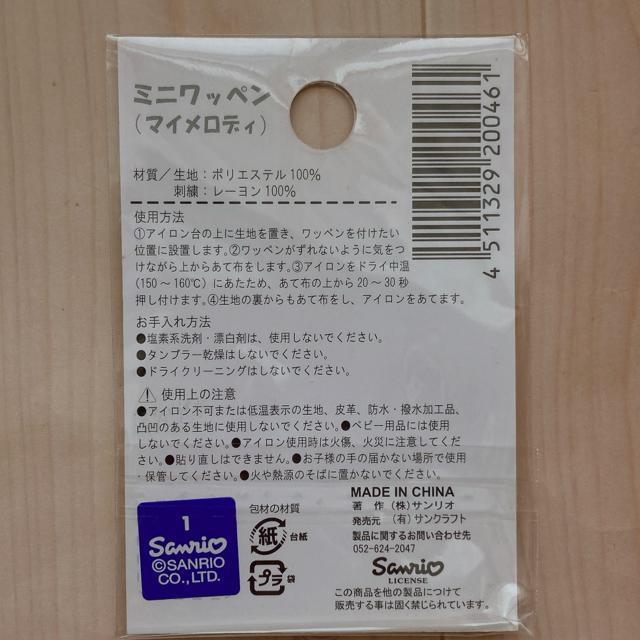 ミニワッペン
（マイメロディ）
4 511329 200461
材質／生地：ポリエステル100％
刺繍：レーヨン100％
使用方法
①アイロン台の上に生地を置き、ワッペンを付けたい
位置に設置します。②ワッペンがずれないように気をつ
けながら上からあて布をします。③アイロンをドライ中温
（150～160℃）にあたため、あて布の上から20～30秒
押し付けます。④生地の裏からもあて布をし、アイロンをあてます。
お手入れ方法
●塩素系洗剤・漂白剤は、使用しないでください。
●タンブラー乾燥はしないでください。
●ドライクリーニングはしないでください。
⚠ 使用上の注意
●アイロン不可または低温表示の生地、皮革、防水・撥水加工品、
凸凹のある生地に使用しないでください。●ベビー用品には使用
しないでください。●アイロン使用時は火傷、火災に注意してくだ
さい。●貼り直しはできません。●お子様の手の届かない場所で使用
・保管してください。●火や熱源のそばに置かないでください。
1
Sanrio
©SANRIO
CO.,LTD.
包材の材質
紙 台紙
プラ 袋
MADE IN CHINA
著　作 （株）サンリオ
発売元 （有）サンクラフト
製品に関するお問い合わせ先
052-624-2047
Sanrio
LICENSE
この商品を他の製品につけて
販売する事は固く禁じられています。